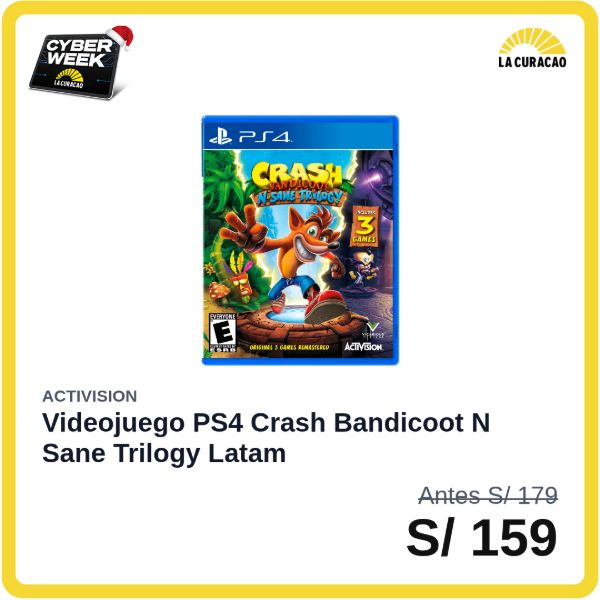 CYBER
WEEK
LA CURACAO
LA CURACAO
PS4
CRASH
BANDICOOT
N·SANE TRILOGY
INCLUDES
3
GAMES
EVERYONE
E
ESRB
ORIGINAL 3 GAMES REMASTERED
ACTIVISION
ACTIVISION
Videojuego PS4 Crash Bandicoot N
Sane Trilogy Latam
Antes S/ 179
S/ 159